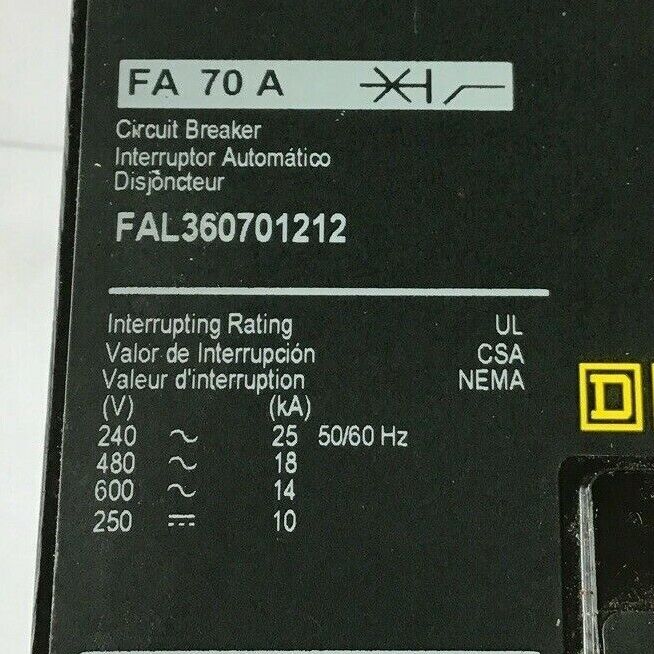 FA 70 A
Circuit Breaker
Interruptor Automático
Disjoncteur
FAL360701212
Interrupting Rating UL
Valor de Interrupción CSA
Valeur d'interruption NEMA
(V) (kA)
240 ~ 25 50/60 Hz
480 ~ 18
600 ~ 14
250 ⎓ 10
D